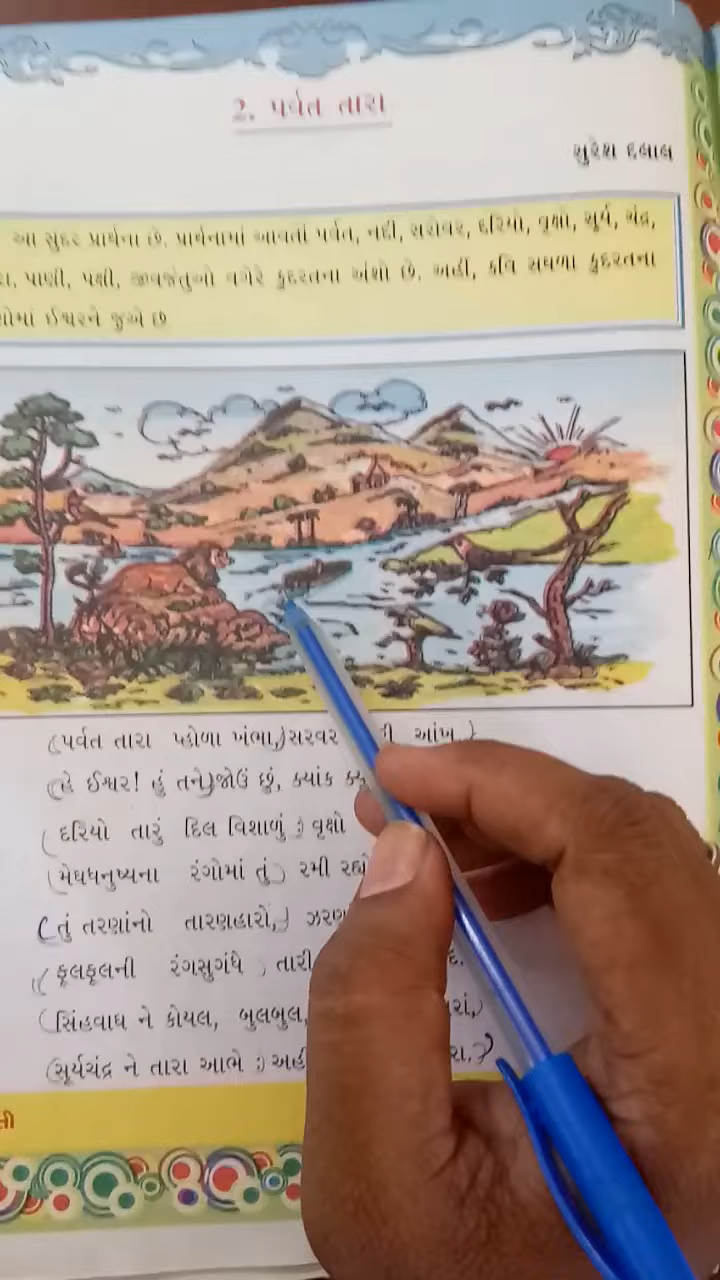 2. પર્વત તારા
સુરેશ દલાલ
આ સુંદર પ્રાર્થના છે. પ્રાર્થનામાં આવતાં પર્વત, નદી, સરોવર, દરિયો, વૃક્ષો, સૂર્ય, ચંદ્ર,
પાણી, પક્ષી, જીવજંતુઓ વગેરે કુદરતના અંશો છે. અહીં, કવિ સઘળા કુદરતના
ઈશ્વરને જુએ છે
(પર્વત તારા પ્હોળા ખંભા,) સરવર આંખ )
(હે ઈશ્વર! હું તને) જોઉં છું, ક્યાંક
( દરિયો તારું દિલ વિશાળું : વૃક્ષો
(મેઘધનુષ્યના રંગોમાં તું ) રમી રહ્યો
(તું તરણાંનો તારણહારો,)
( ફૂલફૂલની રંગસુગંધે ) તારી
(સિંહવાઘ ને કોયલ, બુલબુલ,
(સૂર્યચંદ્ર ને તારા આભે :) અહીં